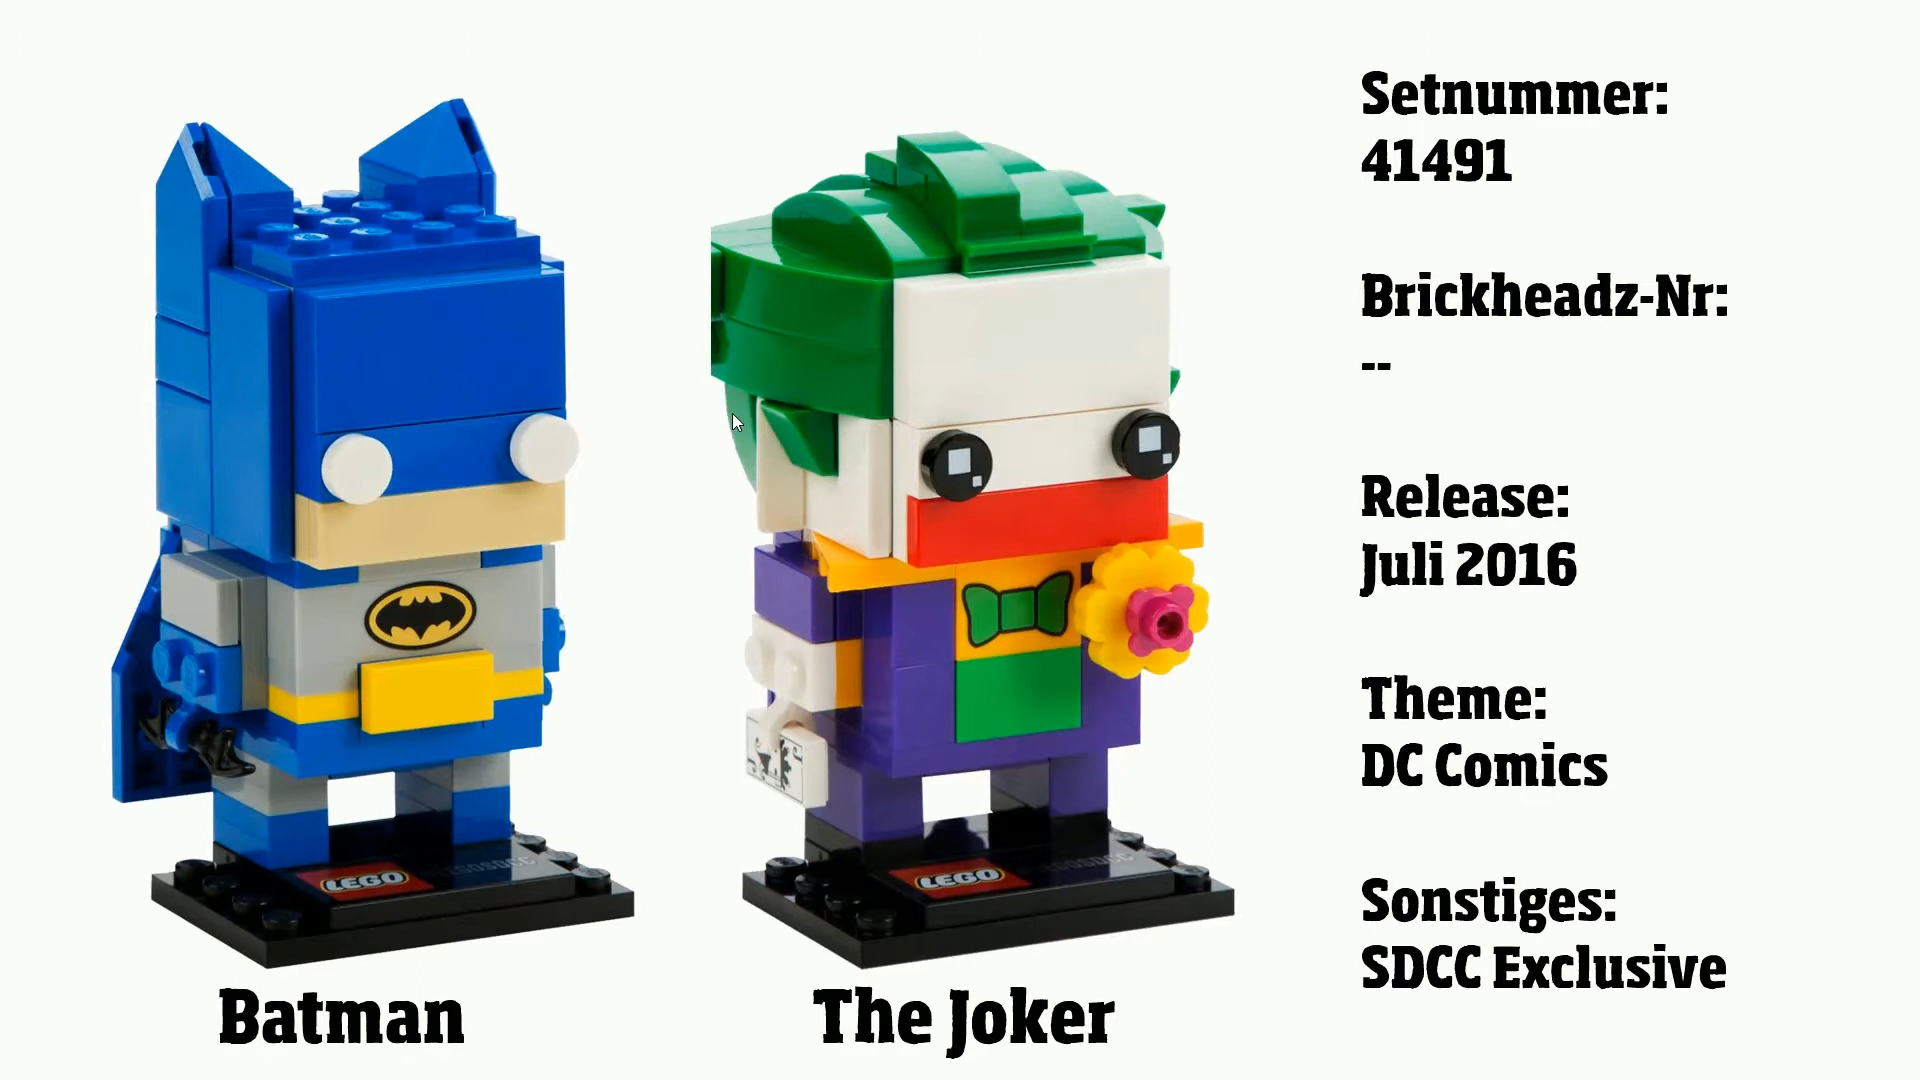 Setnummer:
41491
Brickheadz-Nr:
--
Release:
Juli 2016
Theme:
DC Comics
Sonstiges:
SDCC Exclusive
LEGO
LEGO
Batman
The Joker